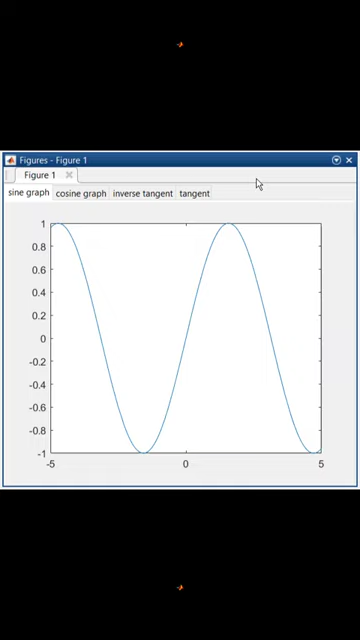 Figures - Figure 1
Figure 1
sine graph cosine graph inverse tangent tangent
1
0.8
0.6
0.4
0.2
0
-0.2
-0.4
-0.6
-0.8
-1
-5 0 5